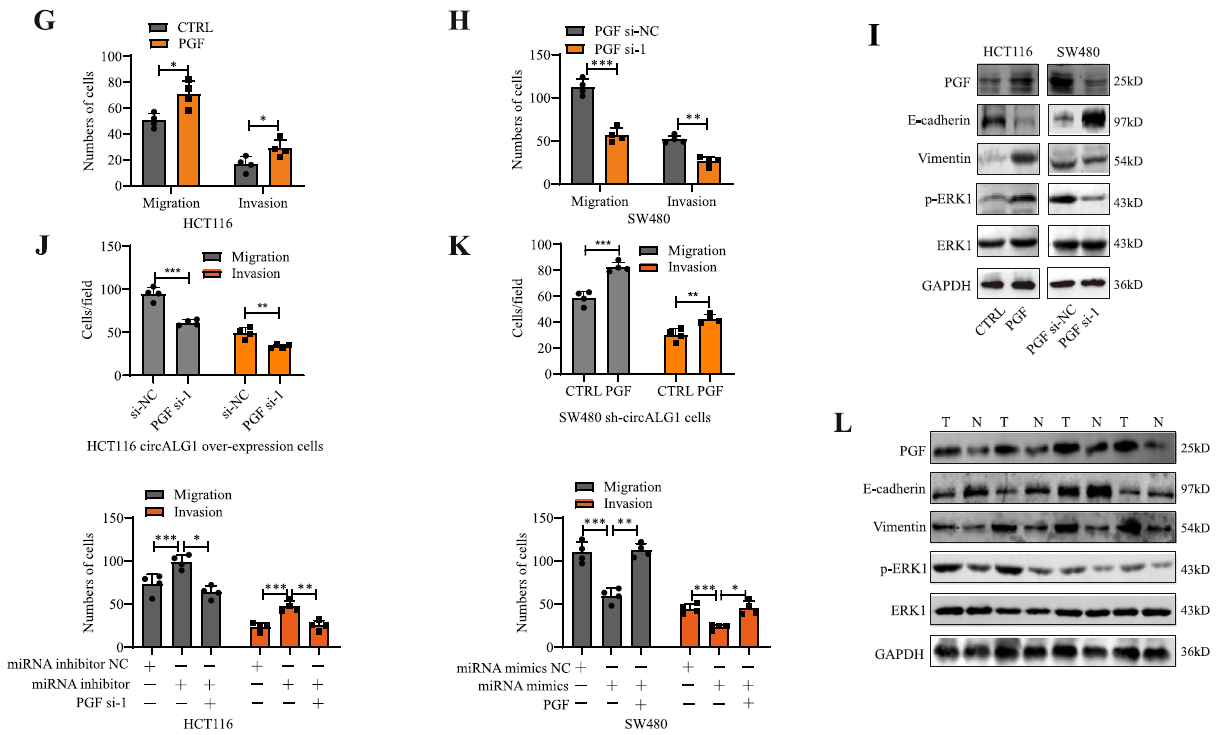 G
CTRL
PGF
Numbers of cells
100
80
60
40
20
0
*
*
Migration
Invasion
HCT116
H
PGF si-NC
PGF si-1
Numbers of cells
150
100
50
0
***
**
Migration
Invasion
SW480
I
HCT116 SW480
PGF 25kD
E-cadherin 97kD
Vimentin 54kD
p-ERK1 43kD
ERK1 43kD
GAPDH 36kD
CTRL
PGF
PGF si-NC
PGF si-1
J
Migration
Invasion
Cells/field
150
100
50
0
***
**
si-NC
PGF si-1
si-NC
PGF si-1
HCT116 circALG1 over-expression cells
K
Migration
Invasion
Cells/field
100
80
60
40
20
0
***
**
CTRL PGF CTRL PGF
SW480 sh-circALG1 cells
Migration
Invasion
Numbers of cells
150
100
50
0
*** *
*** **
miRNA inhibitor NC + — — + — —
miRNA inhibitor — + + — + +
PGF si-1 — — + — — +
HCT116
Migration
Invasion
Numbers of cells
150
100
50
0
*** **
*** *
miRNA mimics NC + — — + — —
miRNA mimics — + + — + +
PGF — — + — — +
SW480
L
T N T N T N T N
PGF 25kD
E-cadherin 97kD
Vimentin 54kD
p-ERK1 43kD
ERK1 43kD
GAPDH 36kD